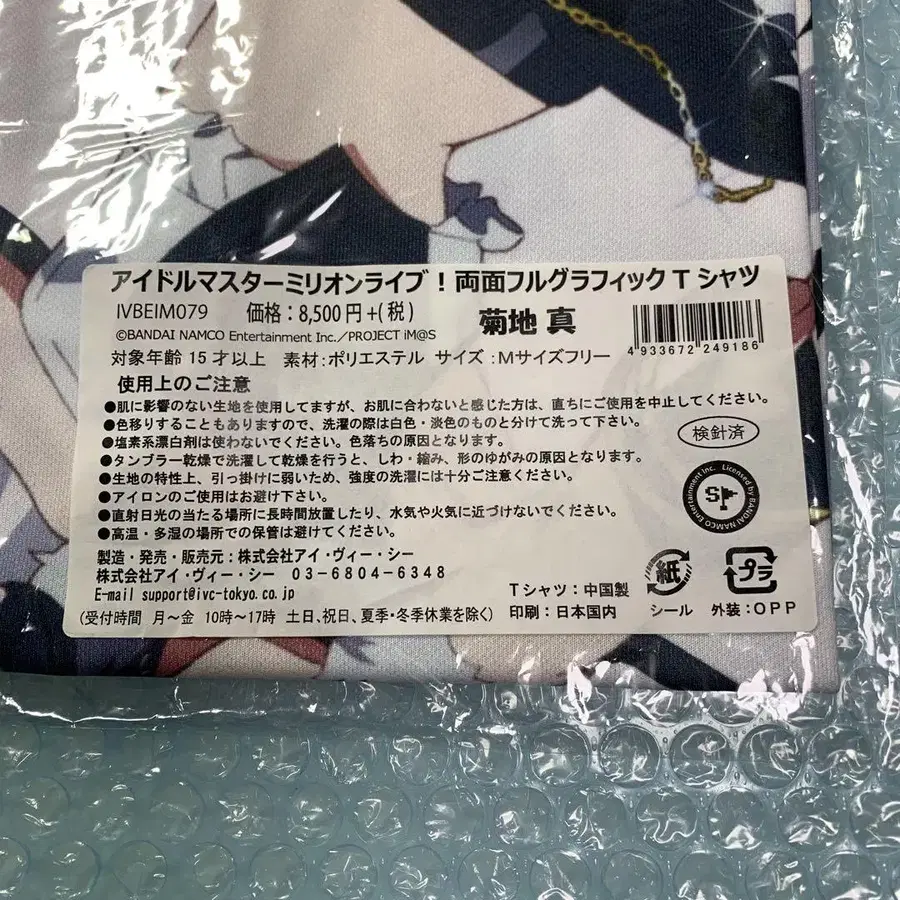 アイドルマスターミリオンライブ!両面フルグラフィックTシャツ
IVBEIM079 価格:8,500円+(税) 菊地 真
©BANDAI NAMCO Entertainment Inc./PROJECT iM@S
4 933672 249186
対象年齢 15才以上 素材:ポリエステル サイズ:Mサイズフリー
使用上のご注意
●肌に影響のない生地を使用してますが、お肌に合わないと感じた方は、直ちにご使用を中止してください。
●色移りすることもありますので、洗濯の際は白色・淡色のものと分けて洗って下さい。
●塩素系漂白剤は使わないでください。色落ちの原因となります。
検針済
●タンブラー乾燥で洗濯して乾燥を行うと、しわ・縮み、形のゆがみの原因となります。
●生地の特性上、引っ掛けに弱いため、強度の洗濯には十分ご注意ください。
●アイロンのご使用はお避け下さい。
●直射日光の当たる場所に長時間放置したり、水気や火気に近づけないでください。
●高温・多湿の場所での保管は避けてください。
Licensed by BANDAI NAMCO Entertainment Inc.
S
製造・発売・販売元:株式会社アイ・ヴィー・シー
株式会社アイ・ヴィー・シー 03-6804-6348
E-mail support@ivc-tokyo.co.jp
(受付時間 月~金 10時~17時 土日、祝日、夏季・冬季休業を除く)
Tシャツ:中国製
印刷:日本国内
紙
シール
プラ
外装:OPP